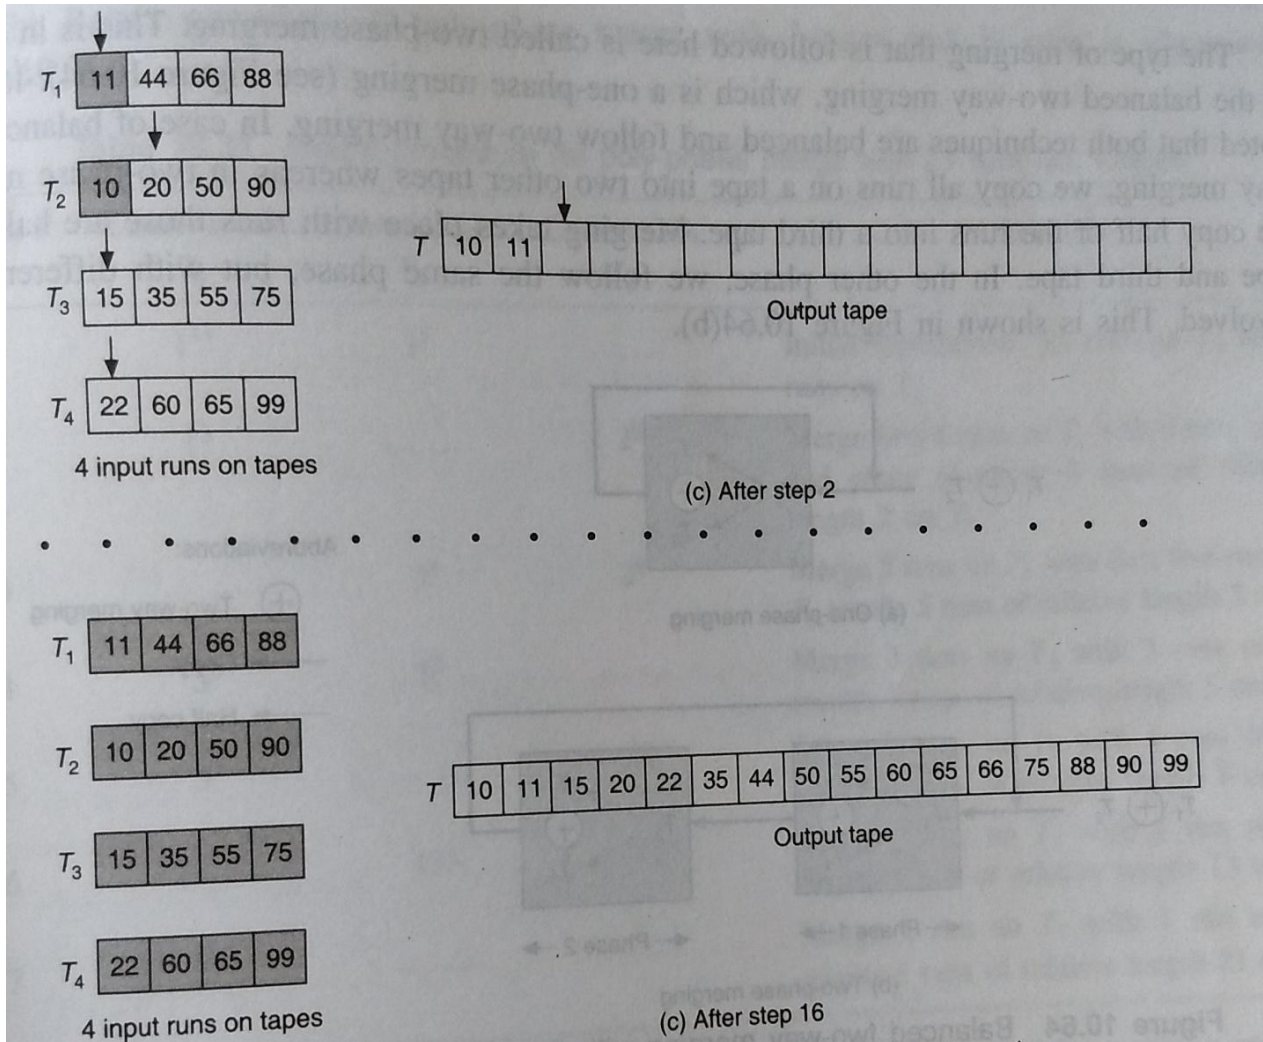 T1 11 44 66 88
T2 10 20 50 90
T 10 11
T3 15 35 55 75
Output tape
T4 22 60 65 99
4 input runs on tapes
(c) After step 2
T1 11 44 66 88
T2 10 20 50 90
T 10 11 15 20 22 35 44 50 55 60 65 66 75 88 90 99
Output tape
T3 15 35 55 75
T4 22 60 65 99
4 input runs on tapes
(c) After step 16